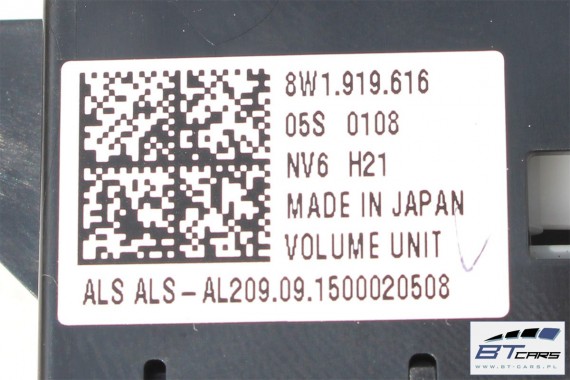 8W1.919.616
05S 0108
NV6 H21
MADE IN JAPAN
VOLUME UNIT
ALS ALS-AL209.09.1500020508
BT CARS
WWW.BT-CARS.PL